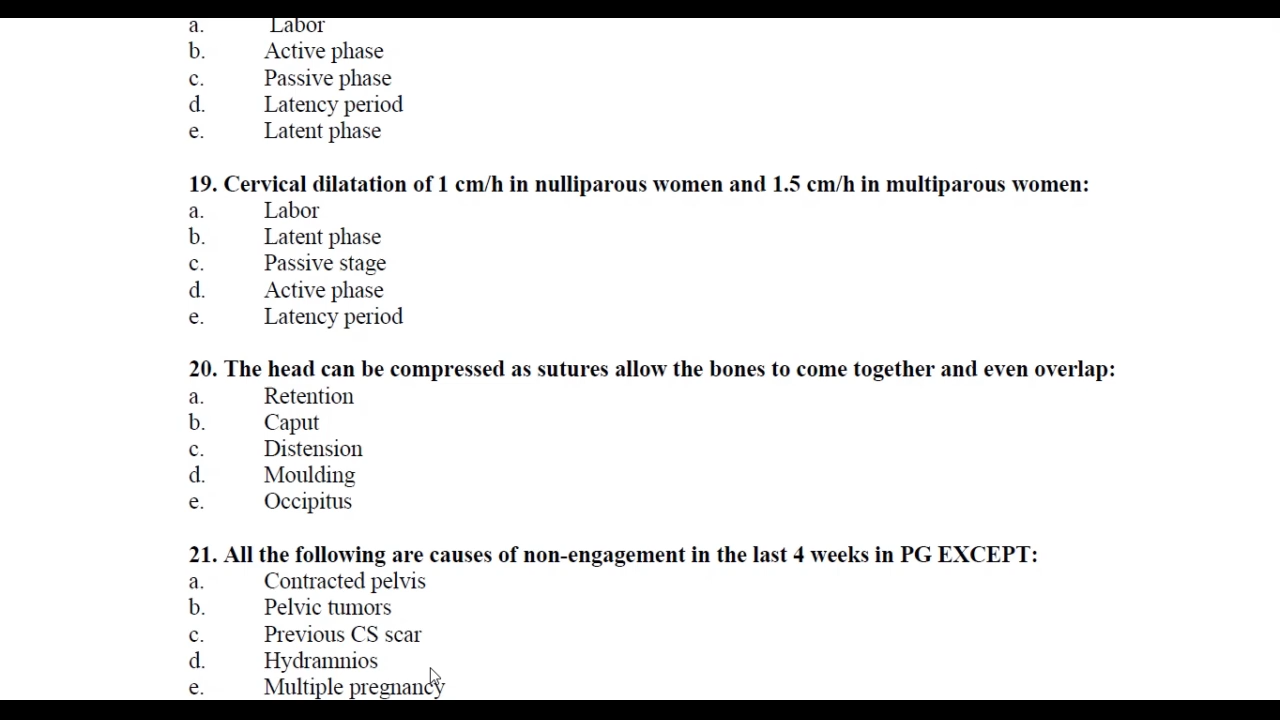 a. Labor
b. Active phase
c. Passive phase
d. Latency period
e. Latent phase
19. Cervical dilatation of 1 cm/h in nulliparous women and 1.5 cm/h in multiparous women:
a. Labor
b. Latent phase
c. Passive stage
d. Active phase
e. Latency period
20. The head can be compressed as sutures allow the bones to come together and even overlap:
a. Retention
b. Caput
c. Distension
d. Moulding
e. Occipitus
21. All the following are causes of non-engagement in the last 4 weeks in PG EXCEPT:
a. Contracted pelvis
b. Pelvic tumors
c. Previous CS scar
d. Hydramnios
e. Multiple pregnancy